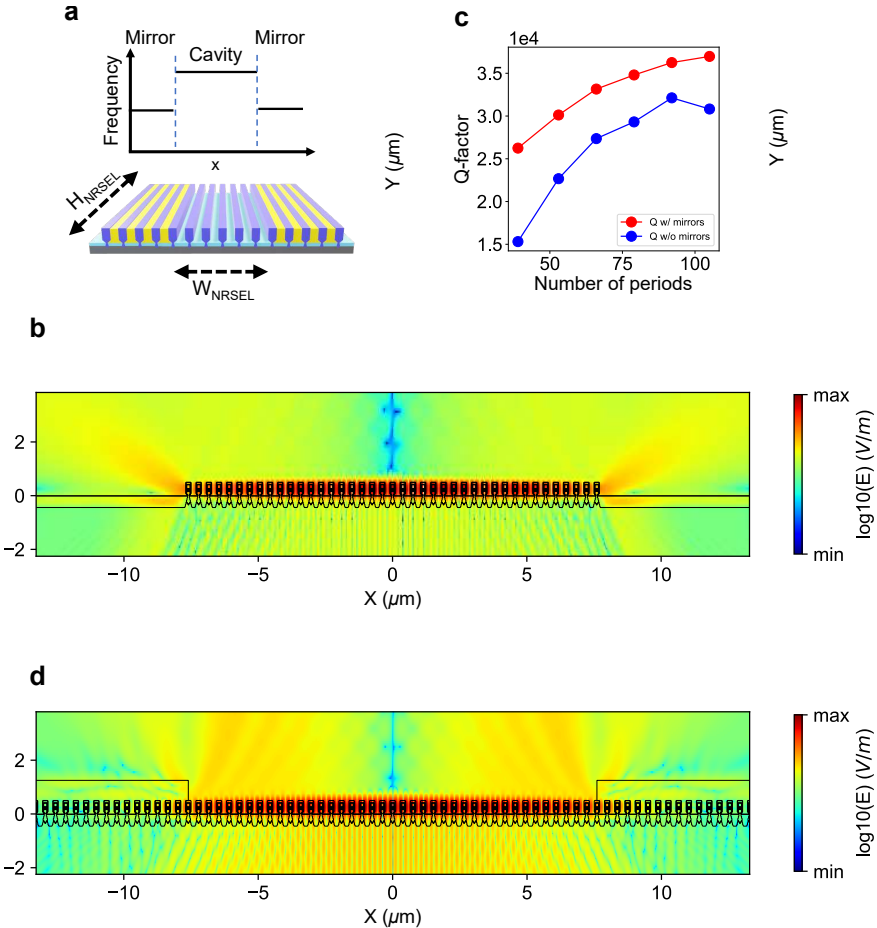 a
Mirror
Mirror
Cavity
Frequency
x
H_NRSEL
W_NRSEL
c
1e4
3.5
3.0
2.5
2.0
1.5
Q-factor
Q w/ mirrors
Q w/o mirrors
50
75
100
Number of periods
Y (µm)
Y (µm)
b
2
0
−2
−10
−5
0
5
10
X (µm)
max
min
log10(E) (V/m)
d
2
0
−2
−10
−5
0
5
10
X (µm)
max
min
log10(E) (V/m)